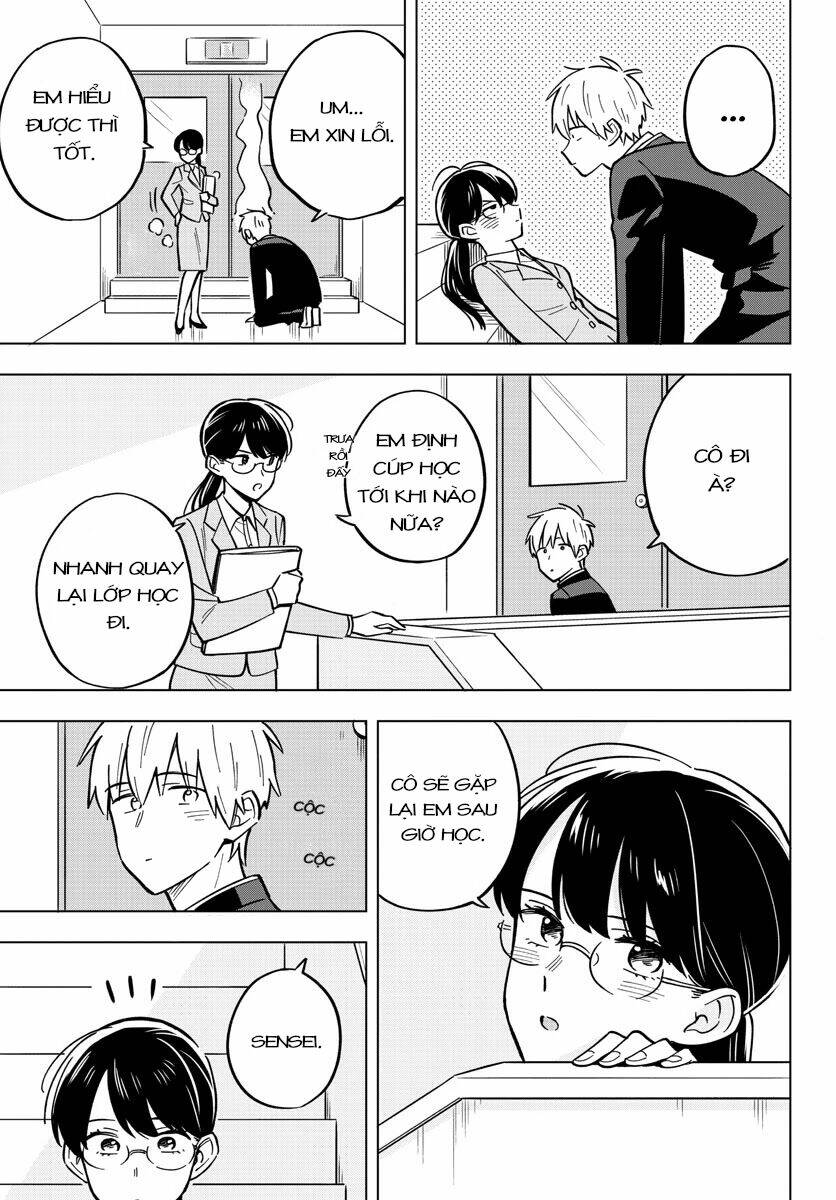 ...
UM...
EM XIN LỖI.
EM HIỂU
ĐƯỢC THÌ
TỐT.
CÔ ĐI
À?
EM ĐỊNH
CÚP HỌC
TỚI KHI NÀO
NỮA?
TRƯA
RỒI
ĐẤY
NHANH QUAY
LẠI LỚP HỌC
ĐI.
CÔ SẼ GẶP
LẠI EM SAU
GIỜ HỌC.
CỘC
CỘC
SENSEI.